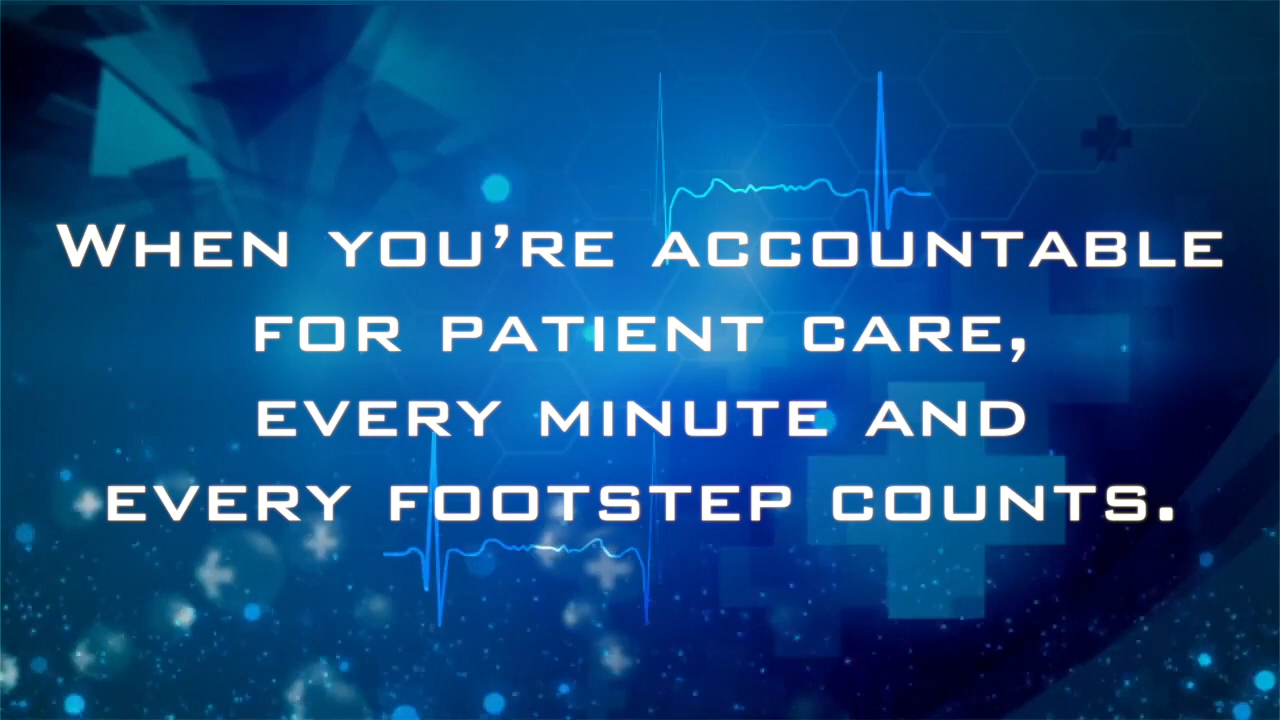 When you’re accountable
for patient care,
every minute and
every footstep counts.